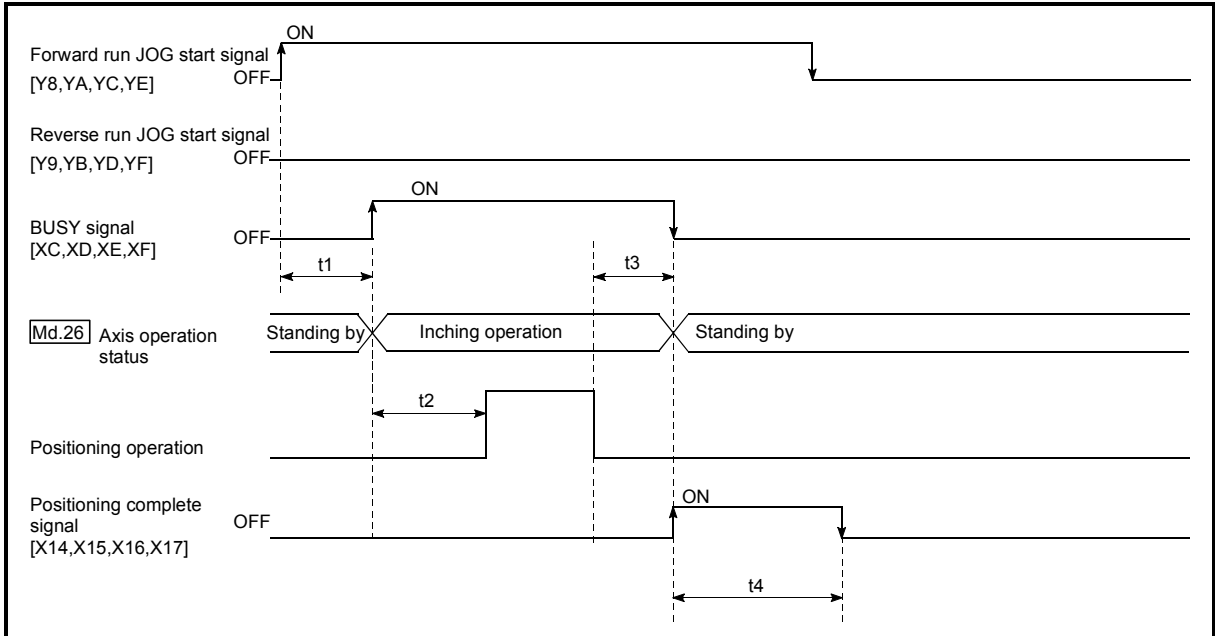 ON
Forward run JOG start signal
[Y8,YA,YC,YE] OFF
Reverse run JOG start signal
[Y9,YB,YD,YF] OFF
ON
BUSY signal
[XC,XD,XE,XF] OFF
t1 t3
Md.26 Axis operation status Standing by Inching operation Standing by
t2
Positioning operation
Positioning complete
signal OFF ON
[X14,X15,X16,X17]
t4